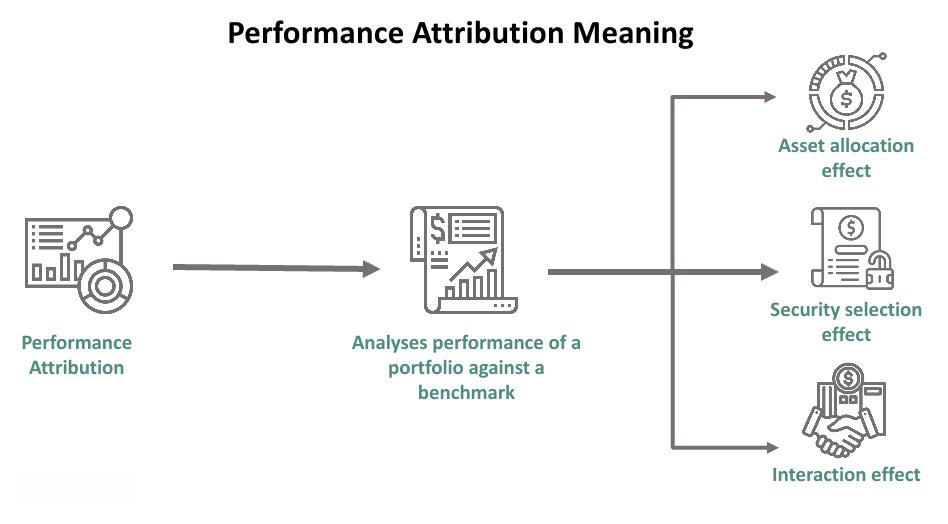 Performance Attribution Meaning
Asset allocation
effect
Performance
Attribution
Analyses performance of a
portfolio against a
benchmark
Security selection
effect
Interaction effect